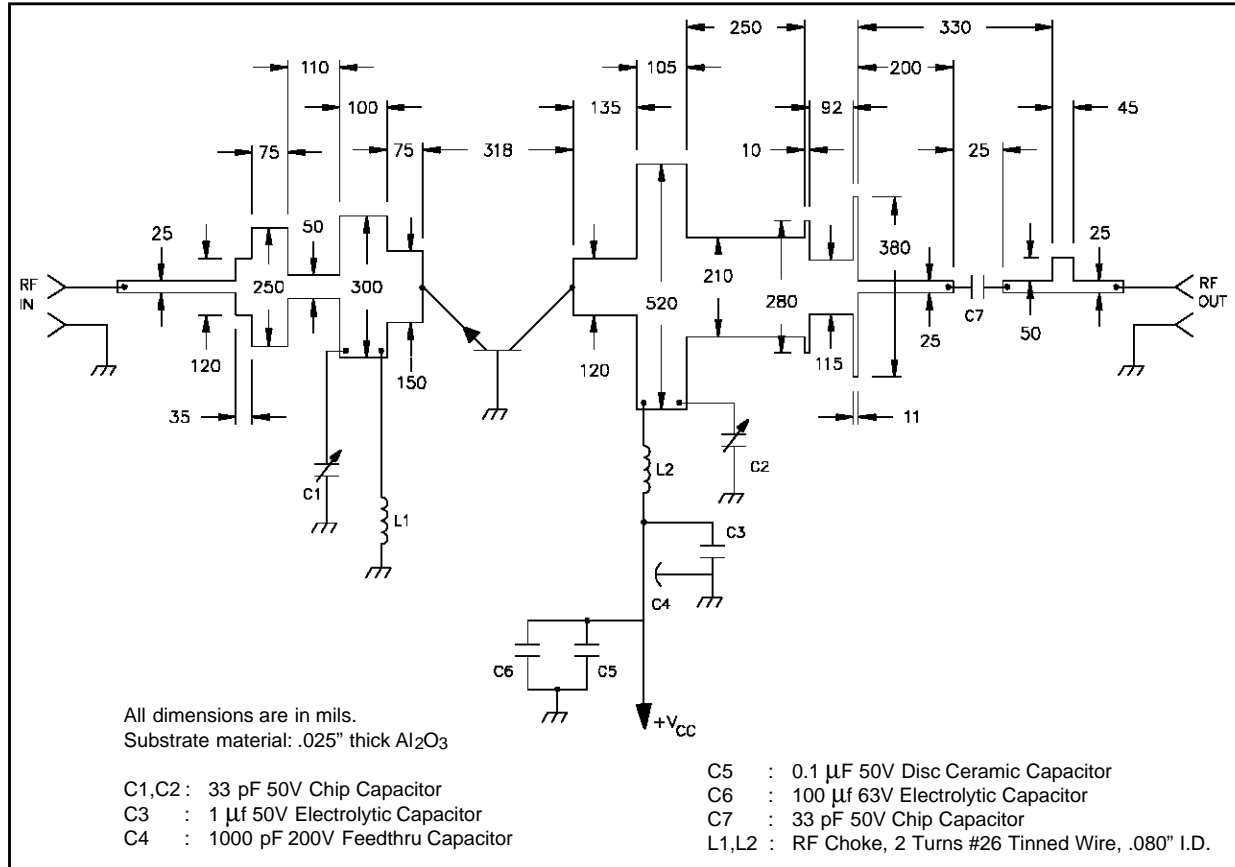 250
330
110
105
200
100
135
92
45
75
75
318
10
25
25
50
25
380
RF
IN
250
300
210
RF
OUT
520
280
C7
50
120
150
120
115
25
35
11
C1
L1
L2
C2
C3
C4
C6
C5
+VCC
All dimensions are in mils.
Substrate material: .025" thick Al2O3
C1,C2 : 33 pF 50V Chip Capacitor
C3 : 1 µf 50V Electrolytic Capacitor
C4 : 1000 pF 200V Feedthru Capacitor
C5 : 0.1 µF 50V Disc Ceramic Capacitor
C6 : 100 µf 63V Electrolytic Capacitor
C7 : 33 pF 50V Chip Capacitor
L1,L2 : RF Choke, 2 Turns #26 Tinned Wire, .080" I.D.